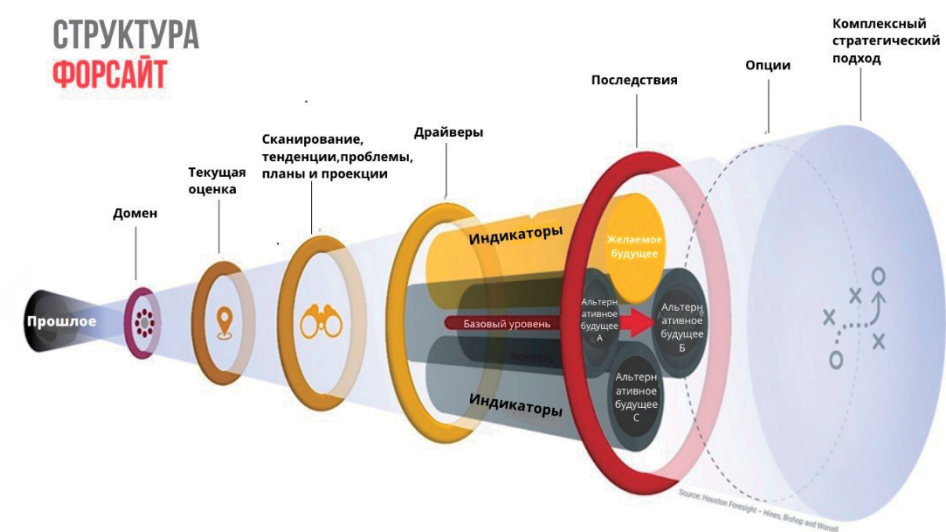 СТРУКТУРА
ФОРСАЙТ
Комплексный
стратегический
подход
Опции
Последствия
Драйверы
Сканирование,
тенденции,проблемы,
планы и проекции
Текущая
оценка
Домен
Прошлое
Индикаторы
Желаемое
будущее
Базовый уровень
Альтерн
ативное
будущее
А
Альтерн
ативное
будущее
Б
Индикаторы
Альтерн
ативное
будущее
С
Source: Houston Foresight – Hines, Bishop and Worrell